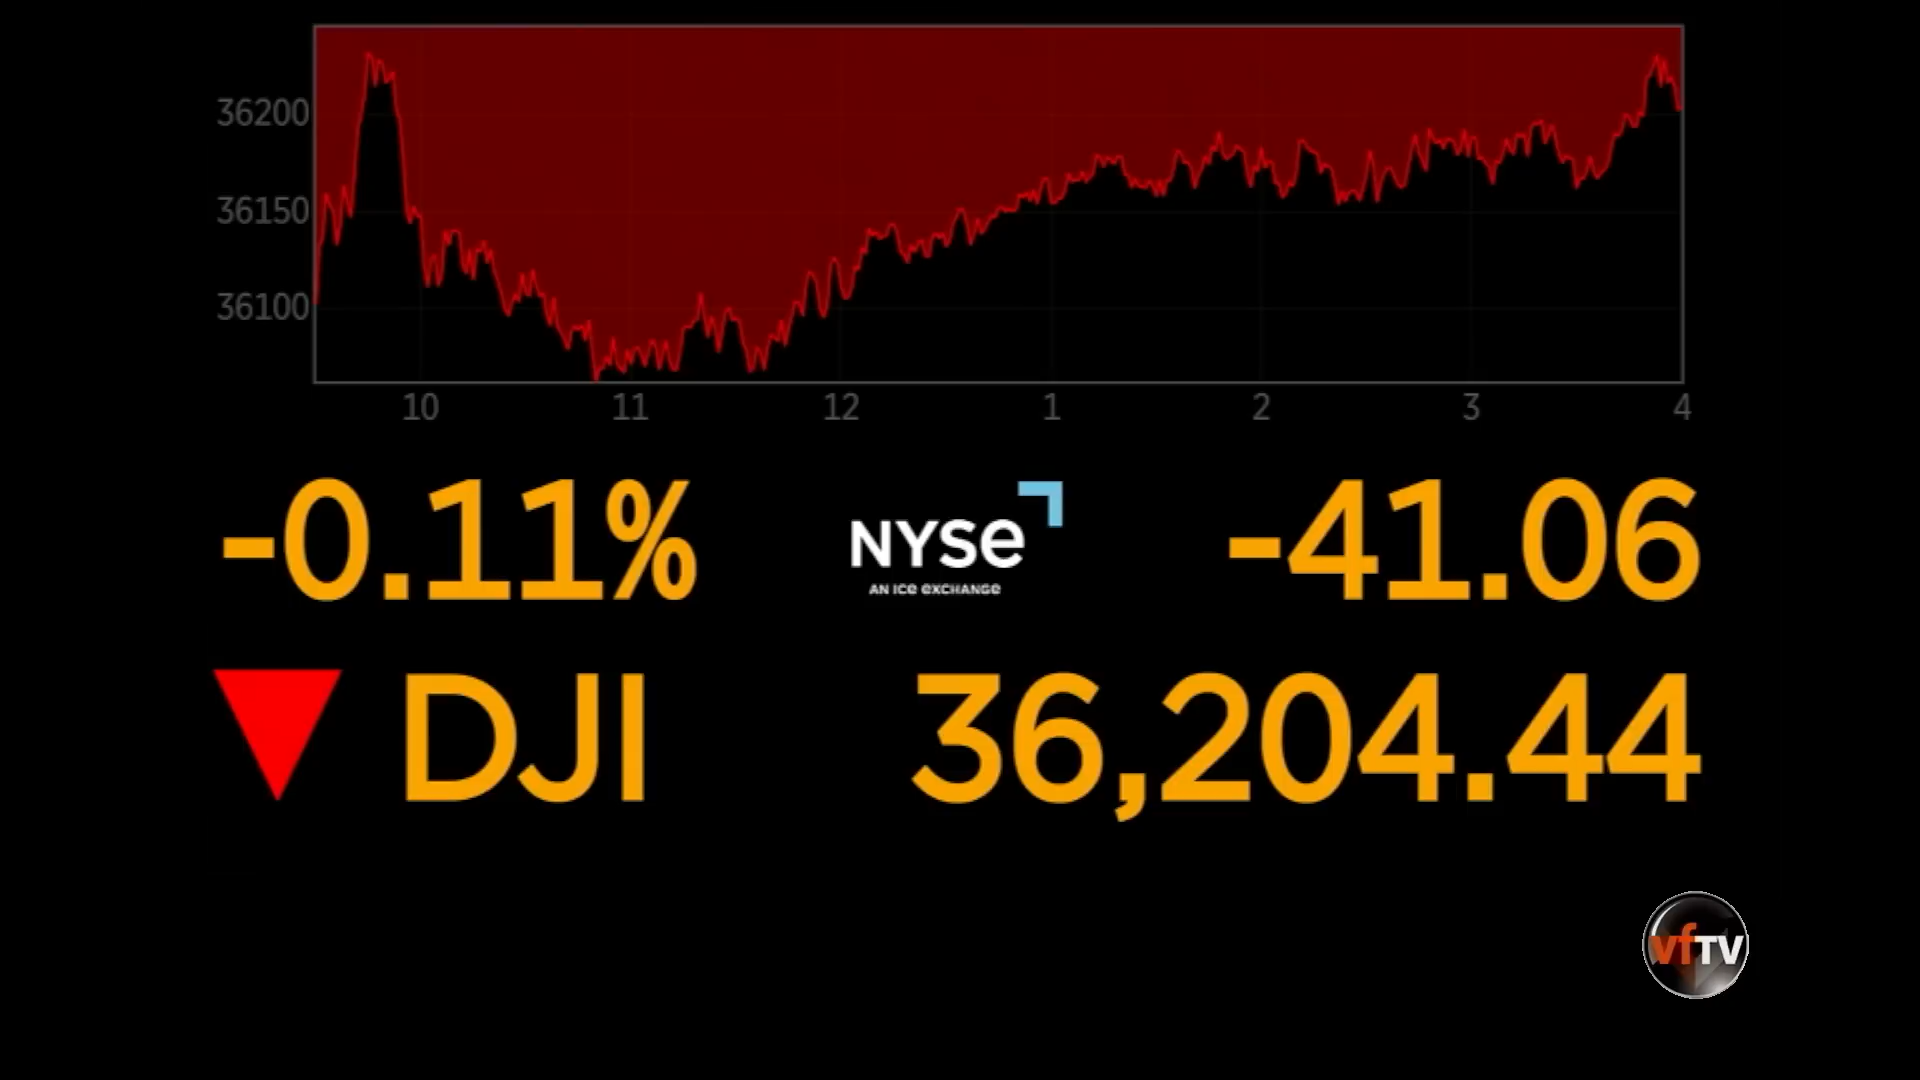 36200
36150
36100
10 11 12 1 2 3 4
-0.11% NYSE -41.06
AN ICE EXCHANGE
DJI 36,204.44
vfTV